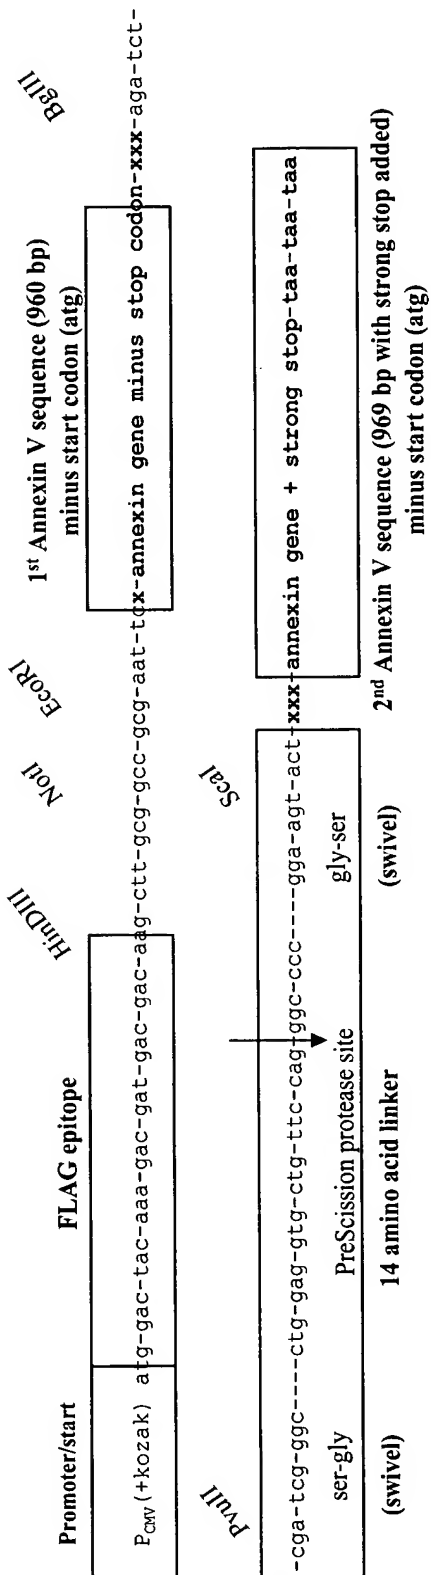 HinDIII NotI EcoRI BglII
Promoter/start FLAG epitope 1st Annexin V sequence (960 bp) minus start codon (atg)
PCMV(+kozak) atg-gac-tac-aaa-gac-gat-gac-gac-aag-ctt-gcg-gcc-gcg-aat-tcx-annexin gene minus stop codon-xxx-aga-tct-
PvuII ScaI
-cga-tcg-ggc----ctg-gag-gtg-ctg-ttc-cag-ggc-ccc----gga-agt-act-xxx-annexin gene + strong stop-taa-taa-taa
ser-gly PreScission protease site gly-ser
(swivel) 14 amino acid linker (swivel)
2nd Annexin V sequence (969 bp with strong stop added)
minus start codon (atg)